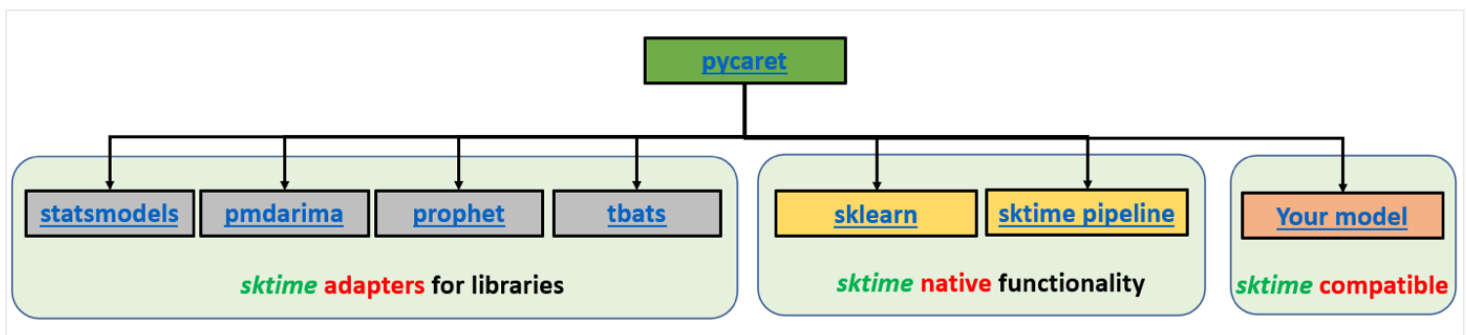 pycaret
statsmodels
pmdarima
prophet
tbats
sktime adapters for libraries
sklearn
sktime pipeline
sktime native functionality
Your model
sktime compatible